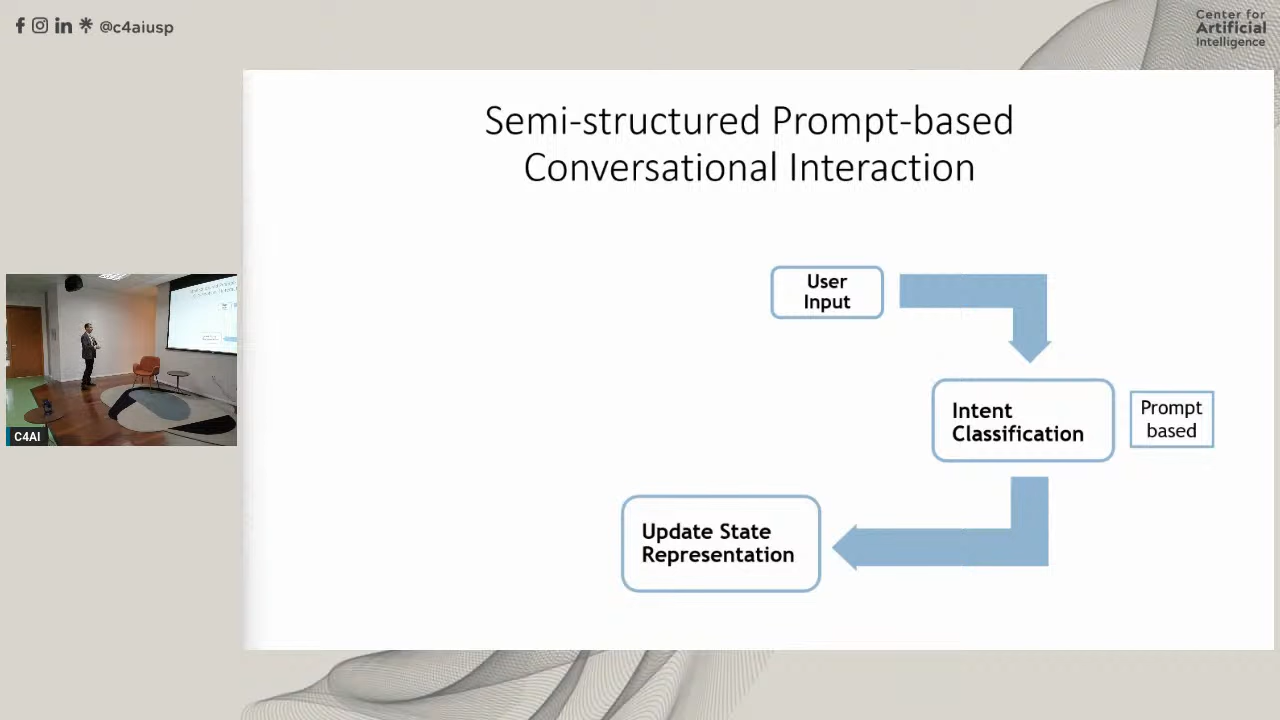 @c4aiusp
Center for
Artificial
Intelligence
Semi-structured Prompt-based
Conversational Interaction
User
Input
Intent
Classification
Prompt
based
Update State
Representation
C4AI